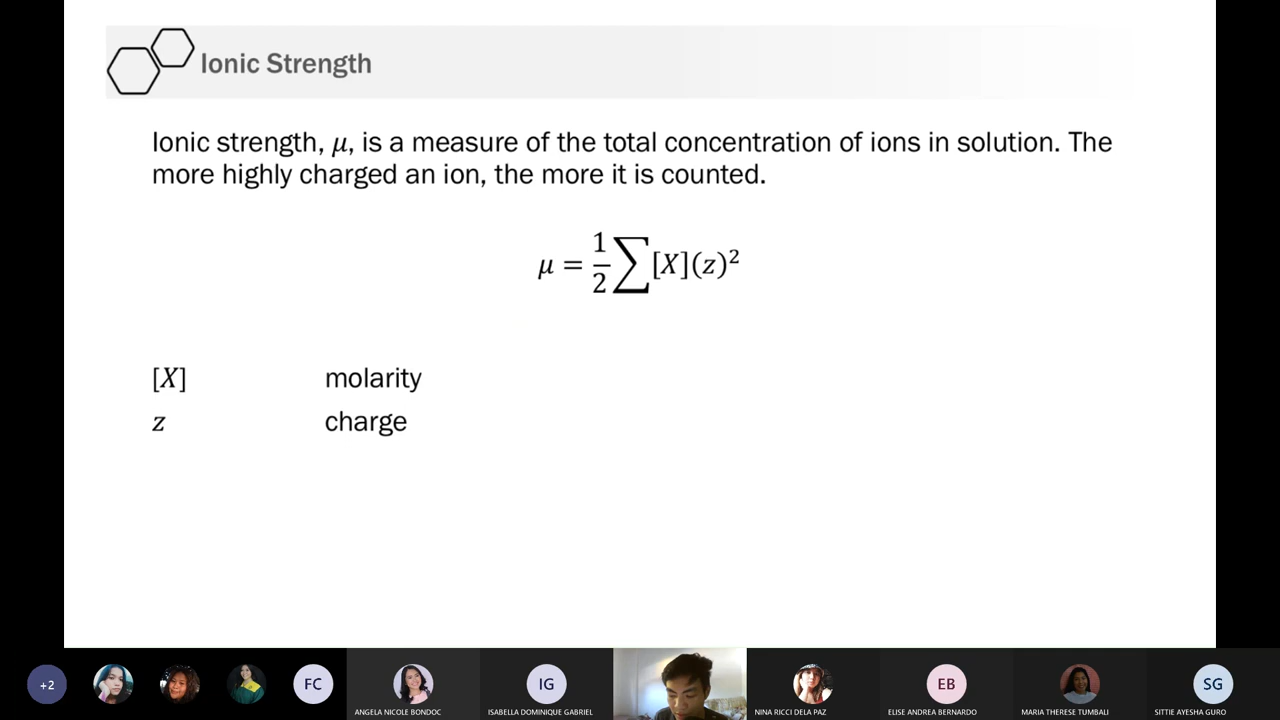 Ionic Strength
Ionic strength, μ, is a measure of the total concentration of ions in solution. The
more highly charged an ion, the more it is counted.
μ = 1/2 ∑[X](z)²
[X] molarity
z charge
+2
FC
ANGELA NICOLE BONDOC
IG
ISABELLA DOMINIQUE GABRIEL
NINA RICCI DELA PAZ
EB
ELISE ANDREA BERNARDO
MARIA THERESE TUMBALI
SG
SITTIE AYESHA GURO